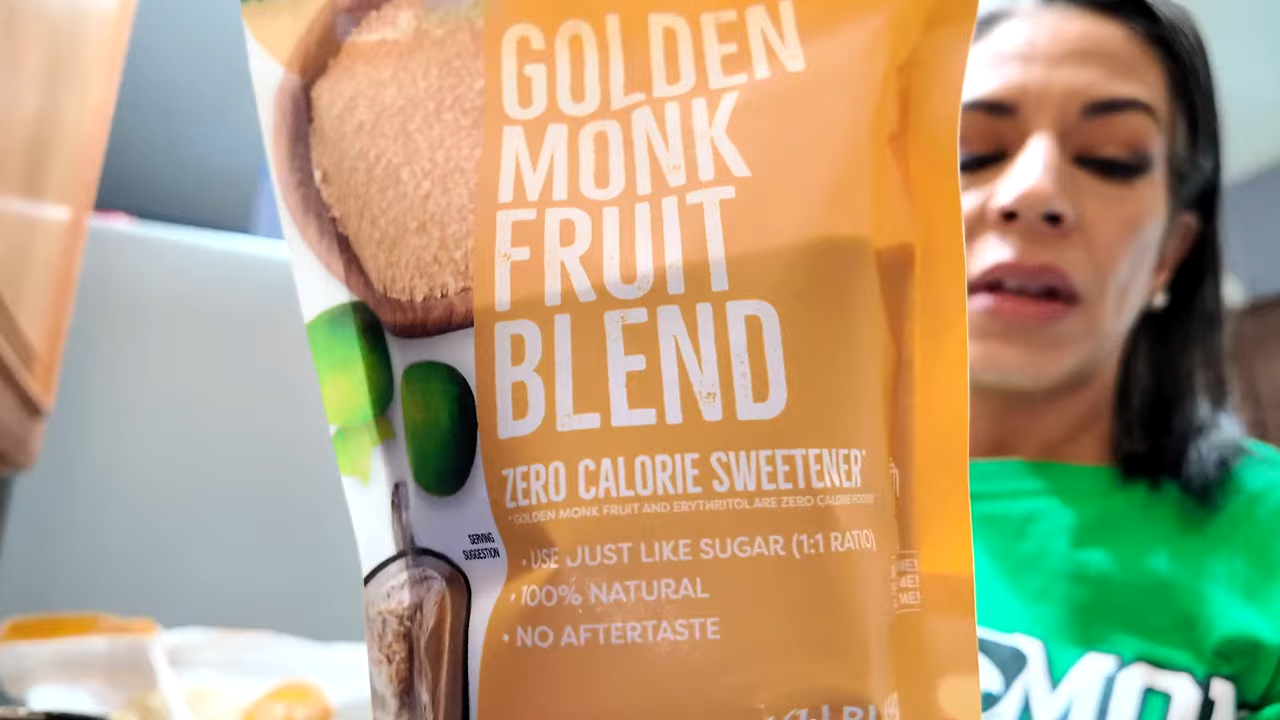 GOLDEN
MONK
FRUIT
BLEND
ZERO CALORIE SWEETENER*
* GOLDEN MONK FRUIT AND ERYTHRITOL ARE ZERO CALORIE FOODS
SERVING
SUGGESTION
• USE JUST LIKE SUGAR (1:1 RATIO)
• 100% NATURAL
• NO AFTERTASTE